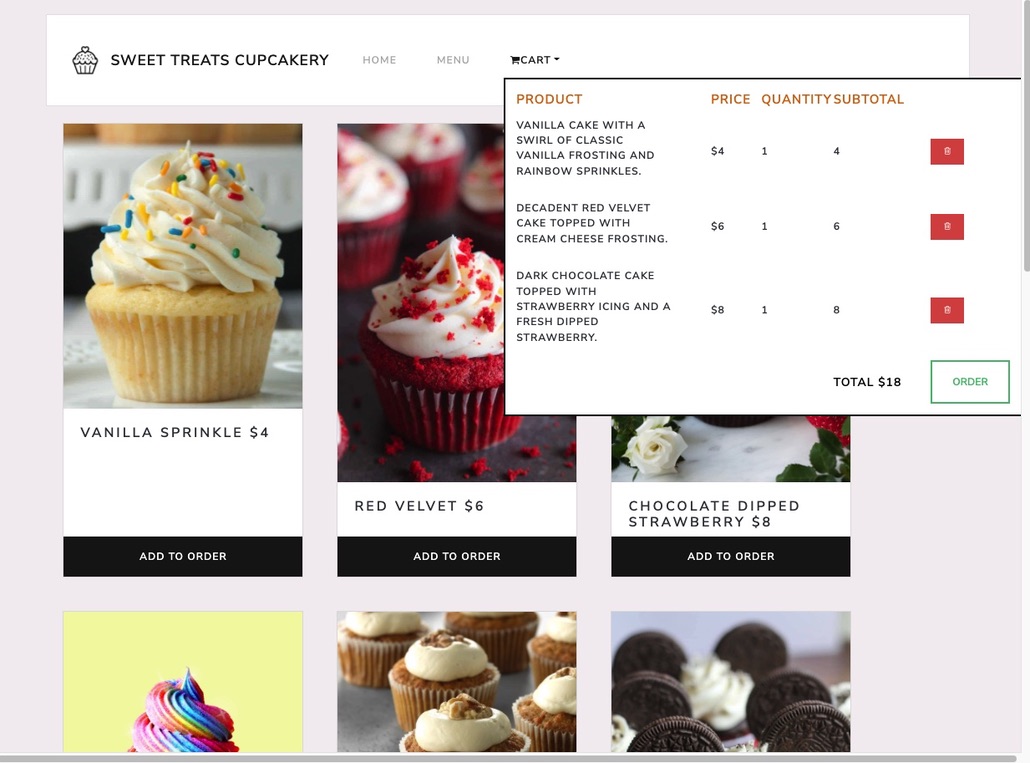 SWEET TREATS CUPCAKERY HOME MENU CART
PRODUCT PRICE QUANTITY SUBTOTAL
VANILLA CAKE WITH A
SWIRL OF CLASSIC
VANILLA FROSTING AND
RAINBOW SPRINKLES.
$4 1 4
DECADENT RED VELVET
CAKE TOPPED WITH
CREAM CHEESE FROSTING.
$6 1 6
DARK CHOCOLATE CAKE
TOPPED WITH
STRAWBERRY ICING AND A
FRESH DIPPED
STRAWBERRY.
$8 1 8
TOTAL $18 ORDER
VANILLA SPRINKLE $4
ADD TO ORDER
RED VELVET $6
ADD TO ORDER
CHOCOLATE DIPPED
STRAWBERRY $8
ADD TO ORDER